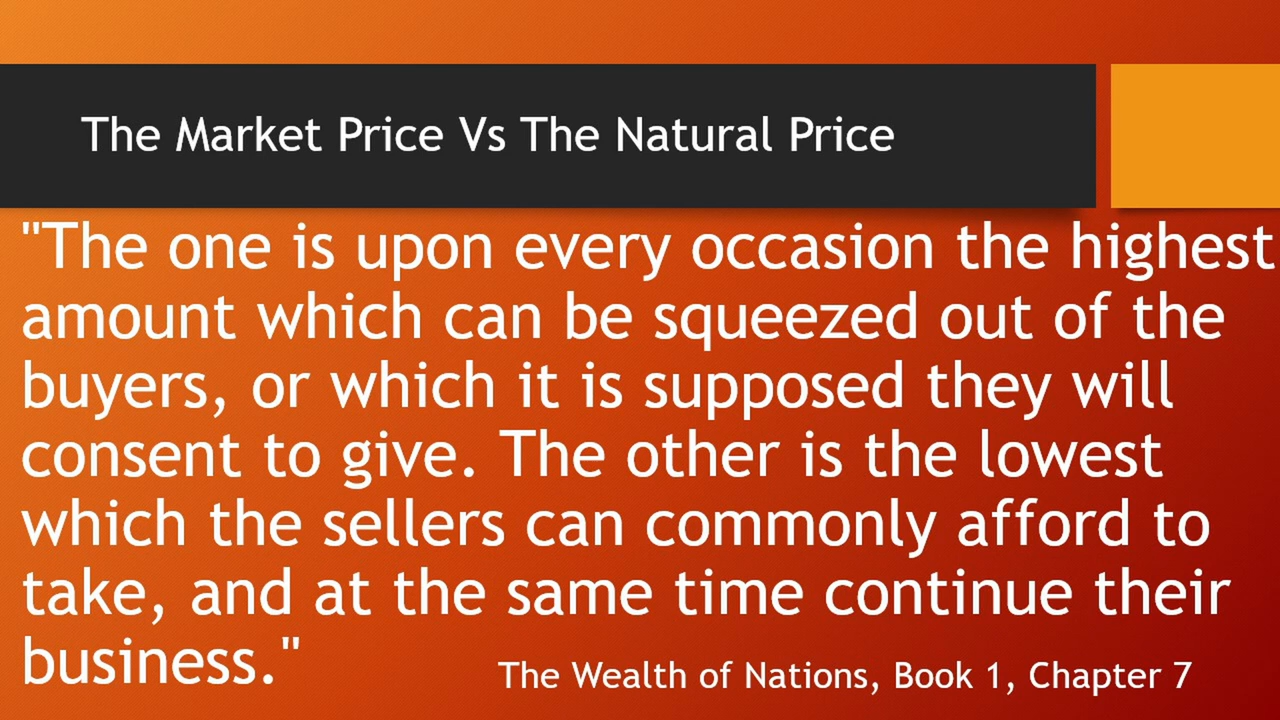 The Market Price Vs The Natural Price
"The one is upon every occasion the highest
amount which can be squeezed out of the
buyers, or which it is supposed they will
consent to give. The other is the lowest
which the sellers can commonly afford to
take, and at the same time continue their
business."
The Wealth of Nations, Book 1, Chapter 7